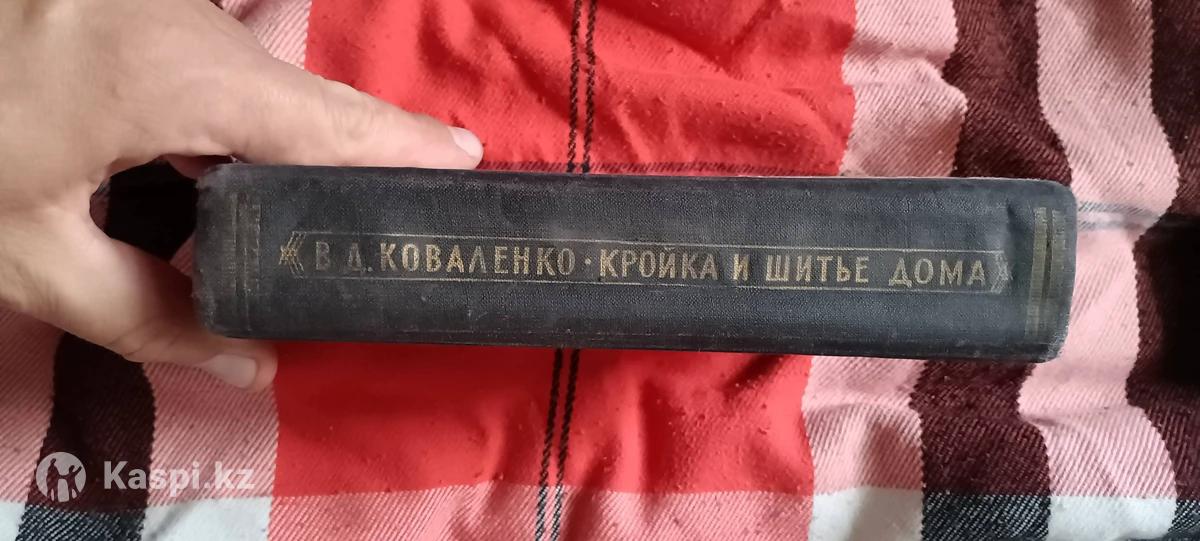 В. Д. КОВАЛЕНКО · КРОЙКА И ШИТЬЕ ДОМА
Kaspi.kz